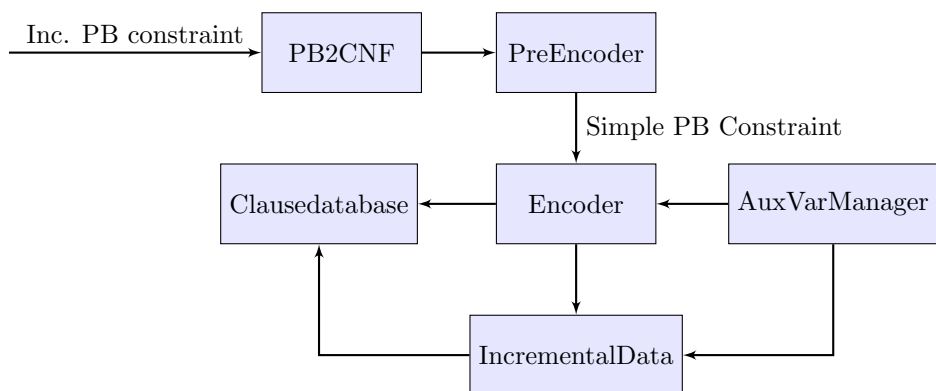 Inc. PB constraint
PB2CNF
PreEncoder
Simple PB Constraint
Clausedatabase
Encoder
AuxVarManager
IncrementalData